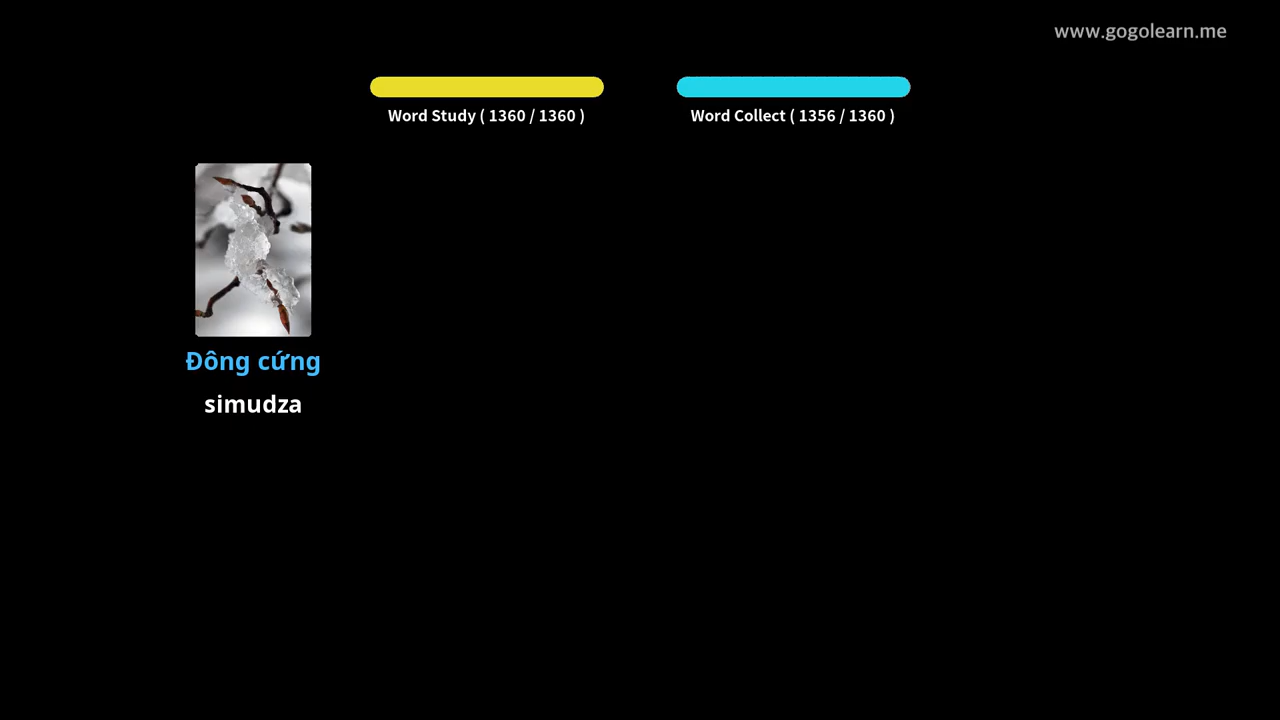 www.gogolearn.me
Word Study ( 1360 / 1360 )
Word Collect ( 1356 / 1360 )
Đông cứng
simudza